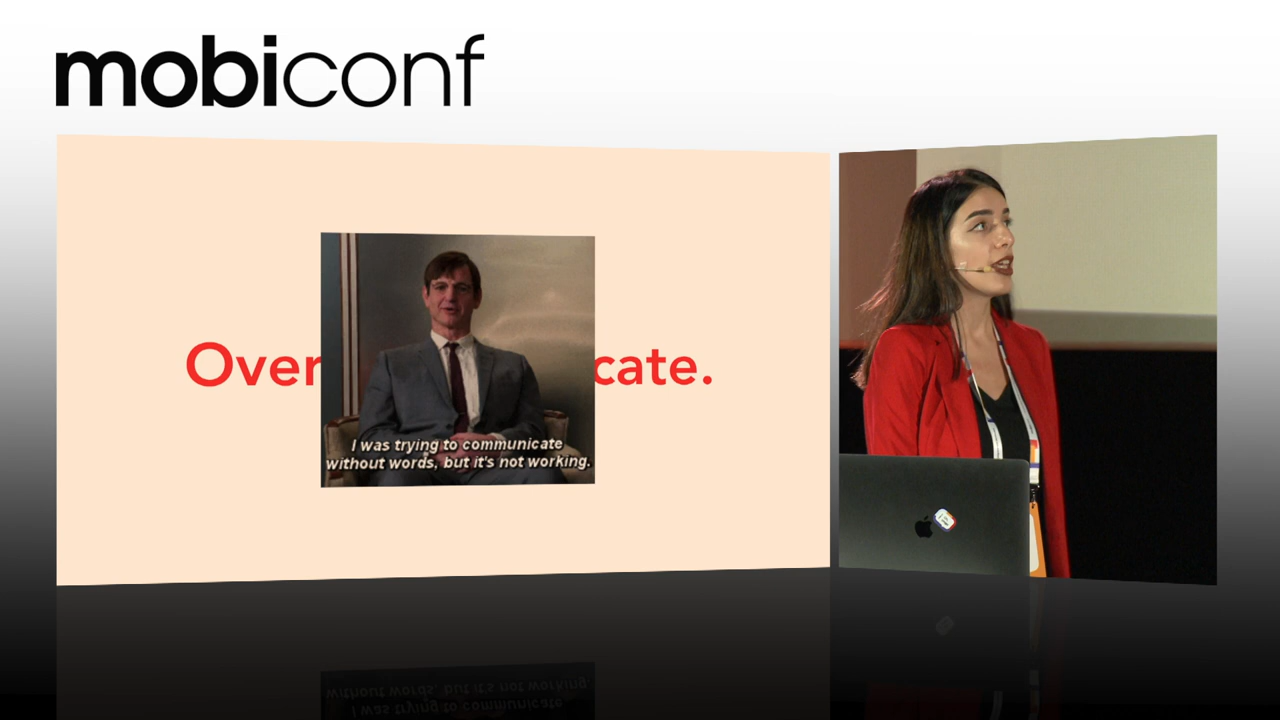 mobiconf
Over cate.
I was trying to communicate
without words, but it's not working.